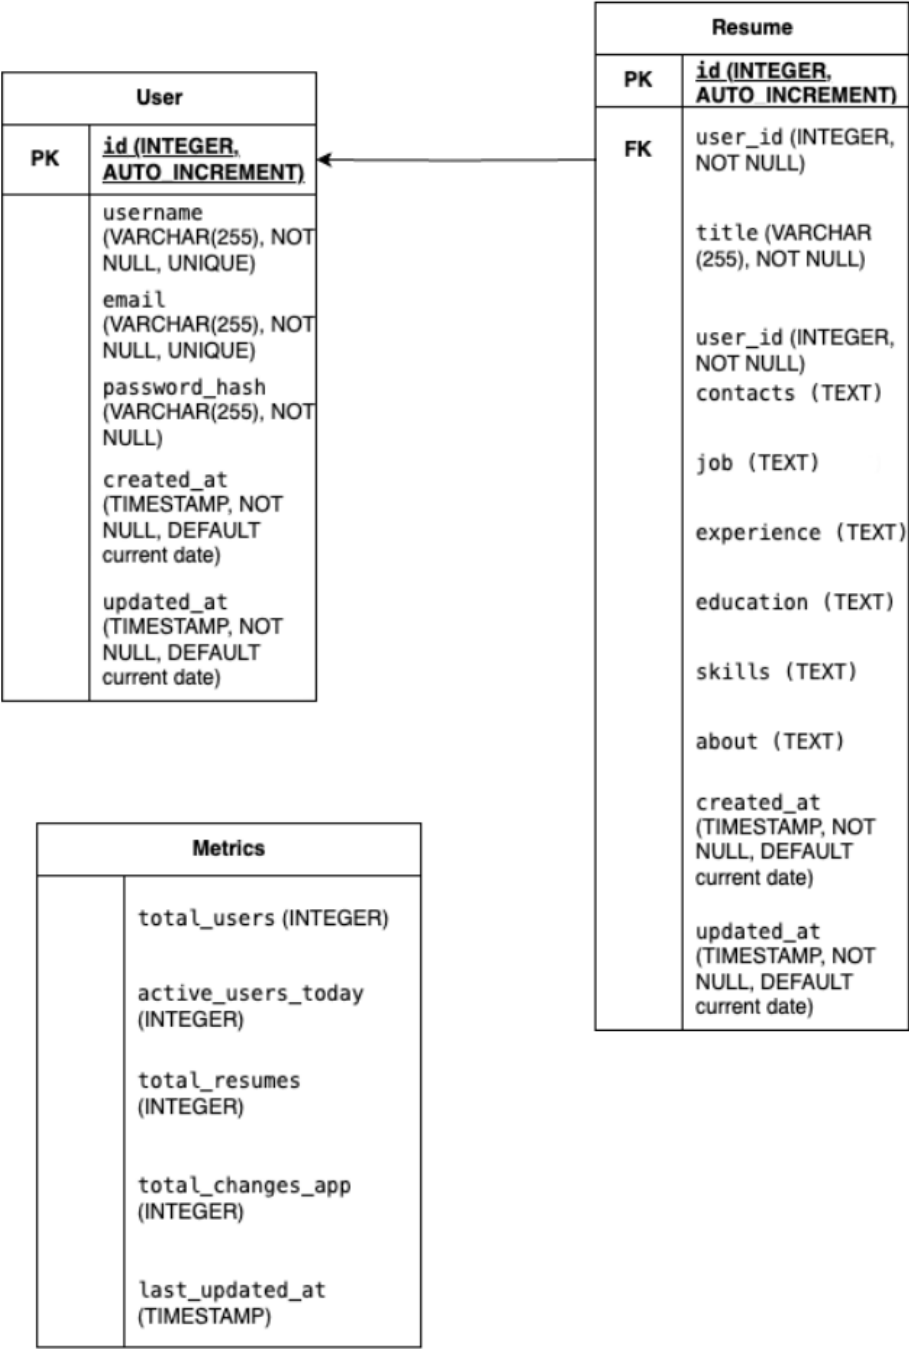 User
PK
id (INTEGER,
AUTO_INCREMENT)
username
(VARCHAR(255), NOT
NULL, UNIQUE)
email
(VARCHAR(255), NOT
NULL, UNIQUE)
password_hash
(VARCHAR(255), NOT
NULL)
created_at
(TIMESTAMP, NOT
NULL, DEFAULT
current date)
updated_at
(TIMESTAMP, NOT
NULL, DEFAULT
current date)
Resume
PK
id (INTEGER,
AUTO_INCREMENT)
FK
user_id (INTEGER,
NOT NULL)
title (VARCHAR
(255), NOT NULL)
user_id (INTEGER,
NOT NULL)
contacts (TEXT)
job (TEXT)
experience (TEXT)
education (TEXT)
skills (TEXT)
about (TEXT)
created_at
(TIMESTAMP, NOT
NULL, DEFAULT
current date)
updated_at
(TIMESTAMP, NOT
NULL, DEFAULT
current date)
Metrics
total_users (INTEGER)
active_users_today
(INTEGER)
total_resumes
(INTEGER)
total_changes_app
(INTEGER)
last_updated_at
(TIMESTAMP)